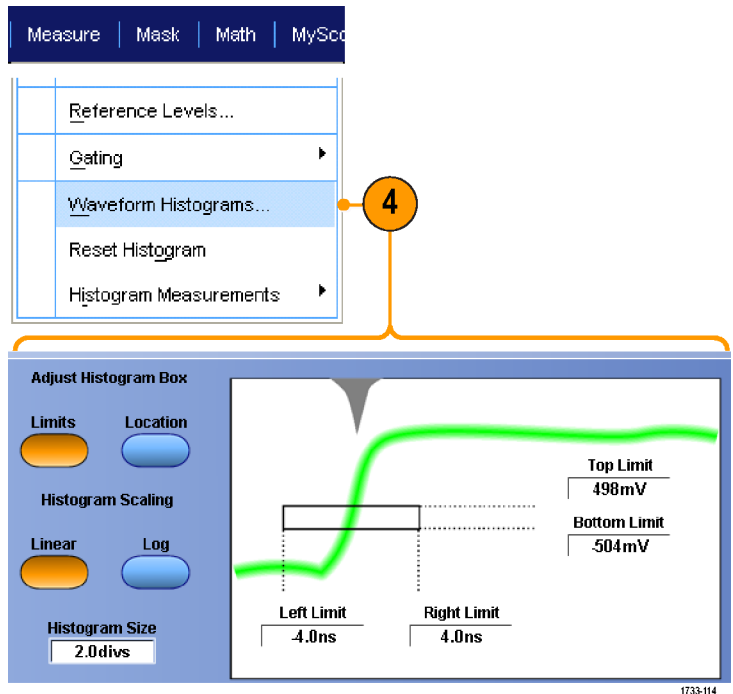 Measure Mask Math MySco
Reference Levels...
Gating
Waveform Histograms...
4
Reset Histogram
Histogram Measurements
Adjust Histogram Box
Limits Location
Histogram Scaling
Linear Log
Histogram Size
2.0divs
Top Limit
498mV
Bottom Limit
-504mV
Left Limit Right Limit
-4.0ns 4.0ns
1733-114